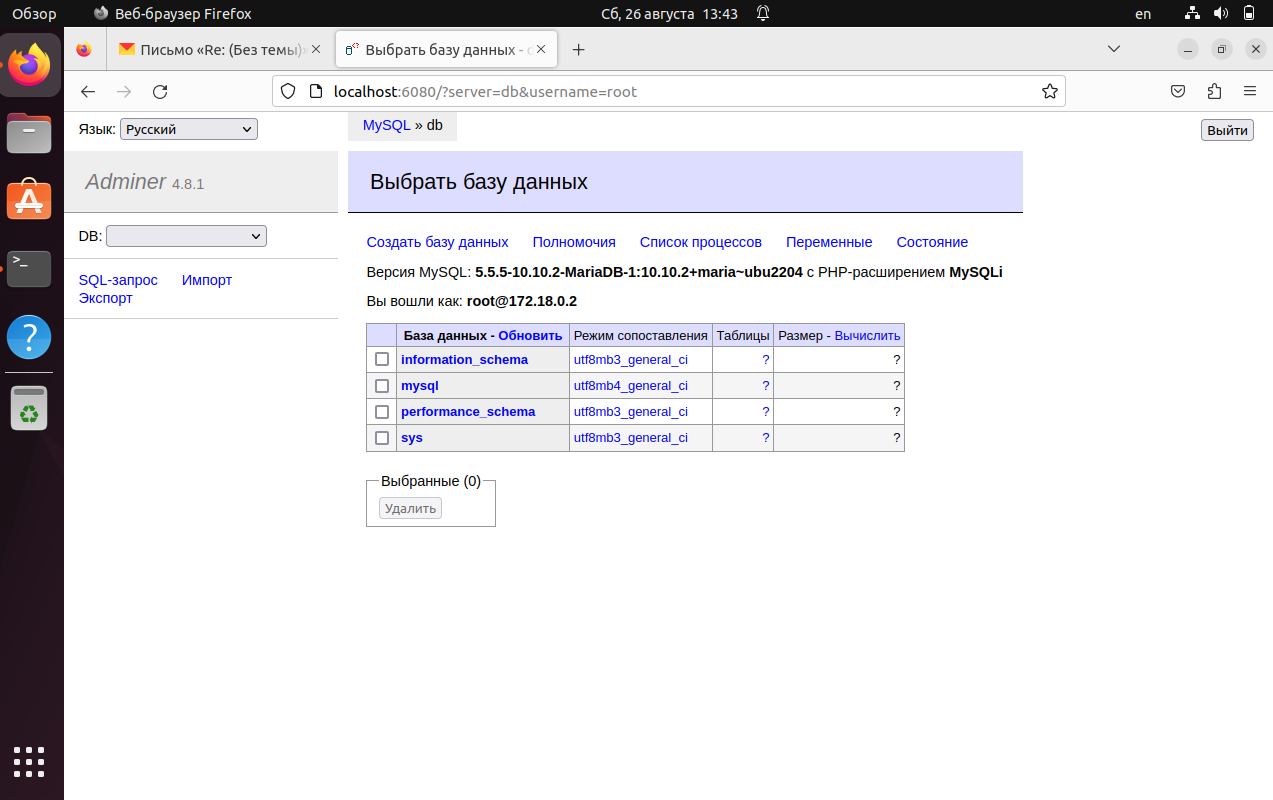 Обзор Веб-браузер Firefox Сб, 26 августа 13:43 en
Письмо «Re: (Без темы)» Выбрать базу данных -
localhost:6080/?server=db&username=root
Язык: Русский MySQL » db Выйти
Adminer 4.8.1 Выбрать базу данных
DB:
Создать базу данных Полномочия Список процессов Переменные Состояние
SQL-запрос Импорт
Экспорт
Версия MySQL: 5.5.5-10.10.2-MariaDB-1:10.10.2+maria~ubu2204 с PHP-расширением MySQLi
Вы вошли как: root@172.18.0.2
База данных - Обновить Режим сопоставления Таблицы Размер - Вычислить
information_schema utf8mb3_general_ci ? ?
mysql utf8mb4_general_ci ? ?
performance_schema utf8mb3_general_ci ? ?
sys utf8mb3_general_ci ? ?
Выбранные (0)
Удалить